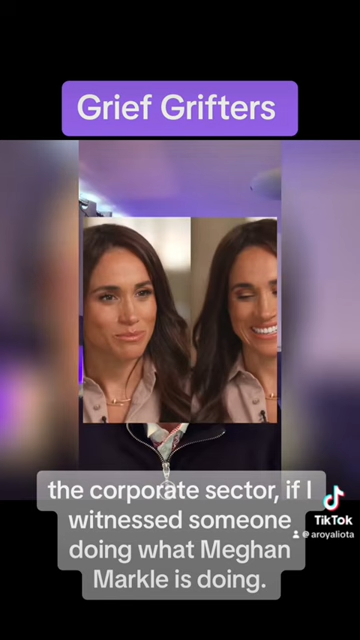 Grief Grifters
the corporate sector, if I
witnessed someone
doing what Meghan
Markle is doing.
TikTok
@aroyaliota